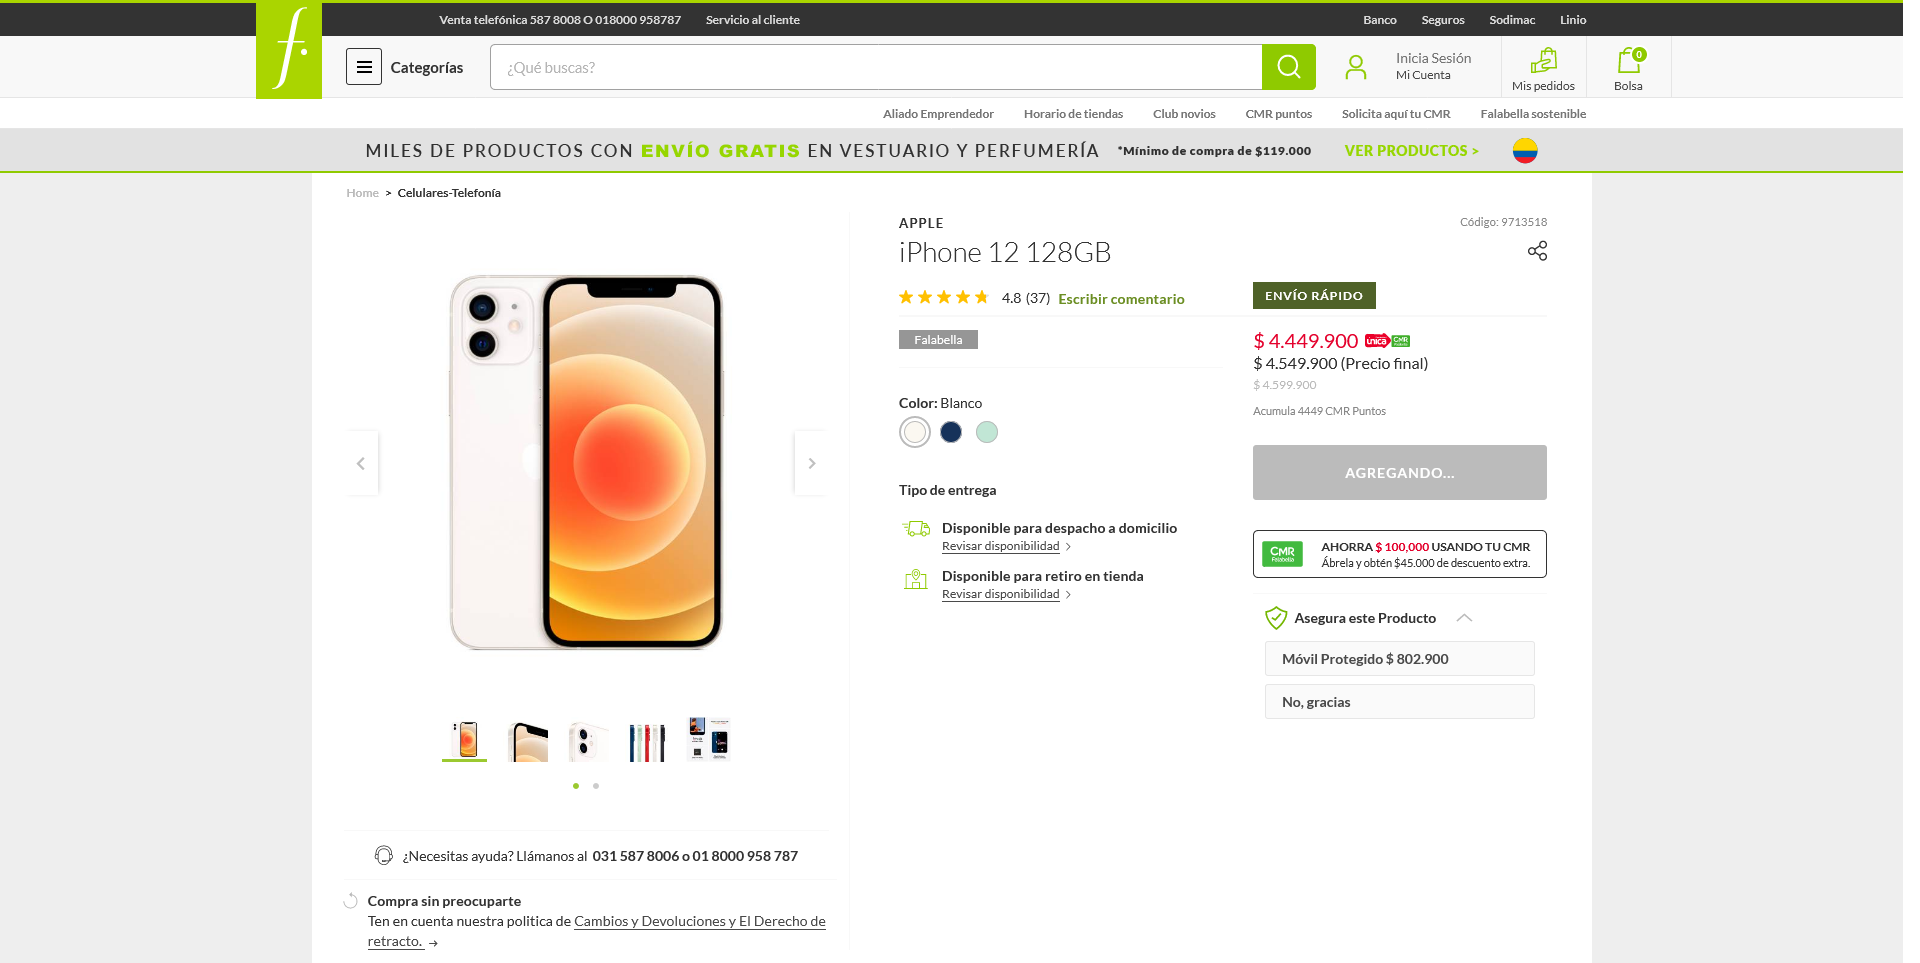 Venta telefónica 587 8008 O 018000 958787
Servicio al cliente
Banco
Seguros
Sodimac
Linio
f.
Categorías
¿Qué buscas?
Inicia Sesión
Mi Cuenta
Mis pedidos
0
Bolsa
Aliado Emprendedor
Horario de tiendas
Club novios
CMR puntos
Solicita aquí tu CMR
Falabella sostenible
MILES DE PRODUCTOS CON ENVÍO GRATIS EN VESTUARIO Y PERFUMERÍA *Mínimo de compra de $119.000 VER PRODUCTOS >
Home > Celulares-Telefonía
APPLE
Código: 9713518
iPhone 12 128GB
4.8 (37) Escribir comentario
ENVÍO RÁPIDO
Falabella
$ 4.449.900 única CMR
$ 4.549.900 (Precio final)
$ 4.599.900
Acumula 4449 CMR Puntos
Color: Blanco
AGREGANDO...
Tipo de entrega
Disponible para despacho a domicilio
Revisar disponibilidad >
Disponible para retiro en tienda
Revisar disponibilidad >
CMR
Falabella
AHORRA $ 100,000 USANDO TU CMR
Ábrela y obtén $45.000 de descuento extra.
Asegura este Producto
Móvil Protegido $ 802.900
No, gracias
¿Necesitas ayuda? Llámanos al 031 587 8006 o 01 8000 958 787
Compra sin preocuparte
Ten en cuenta nuestra politica de Cambios y Devoluciones y El Derecho de
retracto. →